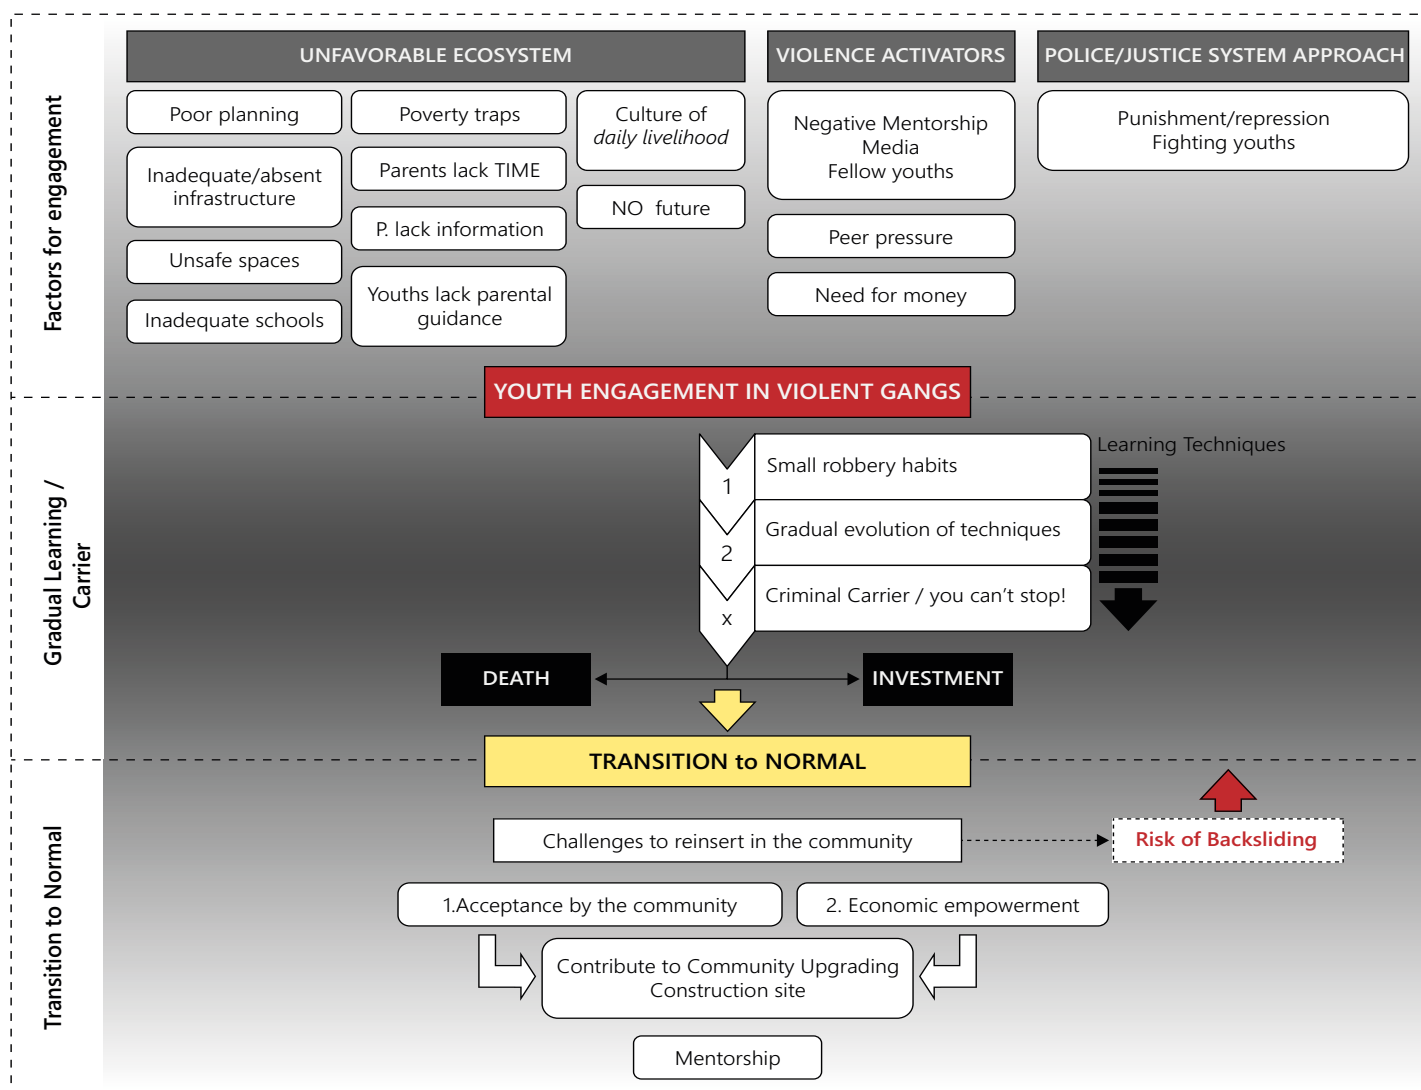 Factors for engagement
UNFAVORABLE ECOSYSTEM
Poor planning
Inadequate/absent
infrastructure
Unsafe spaces
Inadequate schools
Poverty traps
Parents lack TIME
P. lack information
Youths lack parental
guidance
Culture of
daily livelihood
NO future
VIOLENCE ACTIVATORS
Negative Mentorship
Media
Fellow youths
Peer pressure
Need for money
POLICE/JUSTICE SYSTEM APPROACH
Punishment/repression
Fighting youths
YOUTH ENGAGEMENT IN VIOLENT GANGS
Gradual Learning /
Carrier
1
Small robbery habits
2
Gradual evolution of techniques
x
Criminal Carrier / you can't stop!
Learning Techniques
DEATH
INVESTMENT
TRANSITION to NORMAL
Transition to Normal
Challenges to reinsert in the community
Risk of Backsliding
1.Acceptance by the community
2. Economic empowerment
Contribute to Community Upgrading
Construction site
Mentorship